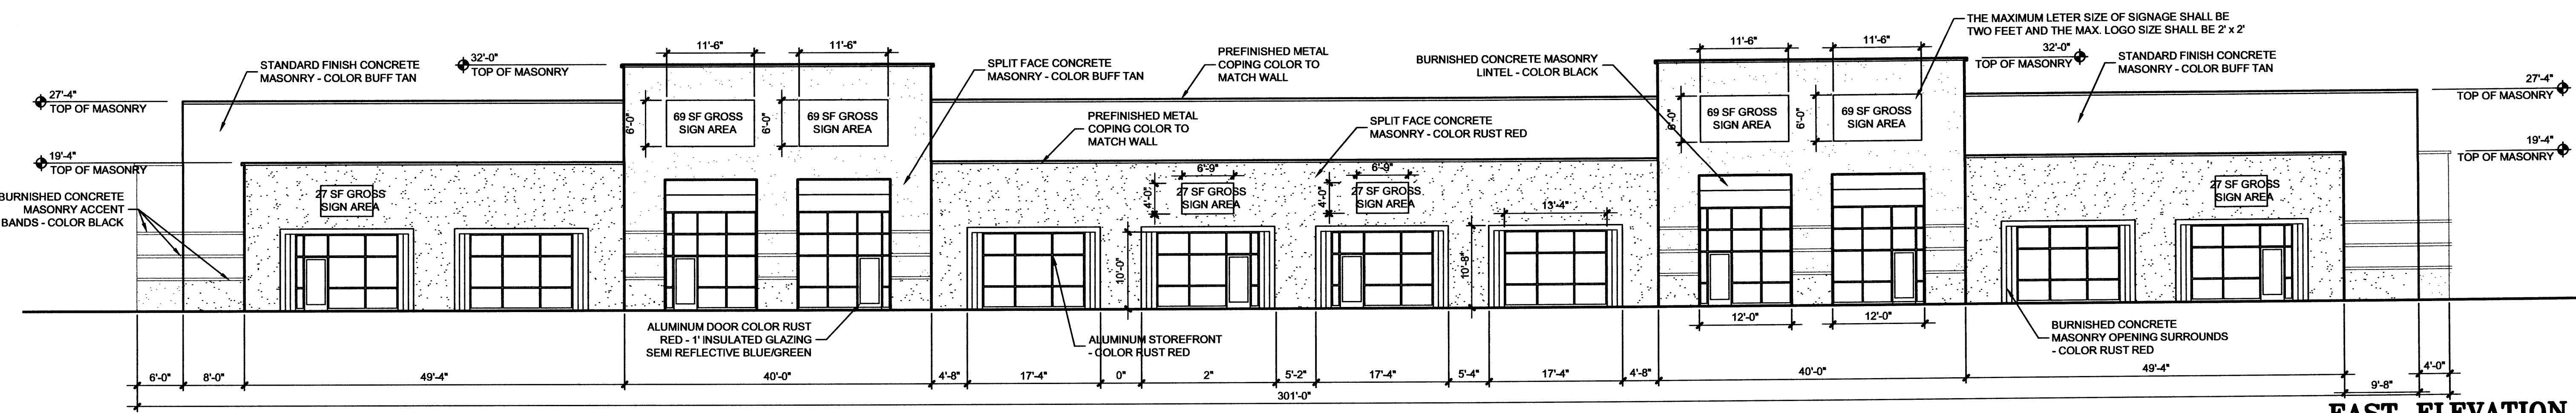 THE MAXIMUM LETER SIZE OF SIGNAGE SHALL BE
TWO FEET AND THE MAX. LOGO SIZE SHALL BE 2' x 2'
11'-6"
11'-6"
11'-6"
11'-6"
STANDARD FINISH CONCRETE
MASONRY - COLOR BUFF TAN
32'-0"
TOP OF MASONRY
SPLIT FACE CONCRETE
MASONRY - COLOR BUFF TAN
PREFINISHED METAL
COPING COLOR TO
MATCH WALL
BURNISHED CONCRETE MASONRY
LINTEL - COLOR BLACK
32'-0"
TOP OF MASONRY
STANDARD FINISH CONCRETE
MASONRY - COLOR BUFF TAN
27'-4"
TOP OF MASONRY
27'-4"
TOP OF MASONRY
6'-0"
69 SF GROSS
SIGN AREA
6'-0"
69 SF GROSS
SIGN AREA
PREFINISHED METAL
COPING COLOR TO
MATCH WALL
SPLIT FACE CONCRETE
MASONRY - COLOR RUST RED
6'-0"
69 SF GROSS
SIGN AREA
6'-0"
69 SF GROSS
SIGN AREA
19'-4"
TOP OF MASONRY
19'-4"
TOP OF MASONRY
BURNISHED CONCRETE
MASONRY ACCENT
BANDS - COLOR BLACK
27 SF GROSS
SIGN AREA
6'-9"
4'-0"
27 SF GROSS
SIGN AREA
6'-9"
4'-0"
27 SF GROSS
SIGN AREA
27 SF GROSS
SIGN AREA
13'-4"
10'-0"
10'-8"
ALUMINUM DOOR COLOR RUST
RED - 1' INSULATED GLAZING
SEMI REFLECTIVE BLUE/GREEN
ALUMINUM STOREFRONT
- COLOR RUST RED
12'-0"
12'-0"
BURNISHED CONCRETE
MASONRY OPENING SURROUNDS
- COLOR RUST RED
6'-0"
8'-0"
49'-4"
40'-0"
4'-8"
17'-4"
0"
2"
5'-2"
17'-4"
5'-4"
17'-4"
4'-8"
40'-0"
49'-4"
4'-0"
9'-8"
301'-0"
EAST ELEVATION